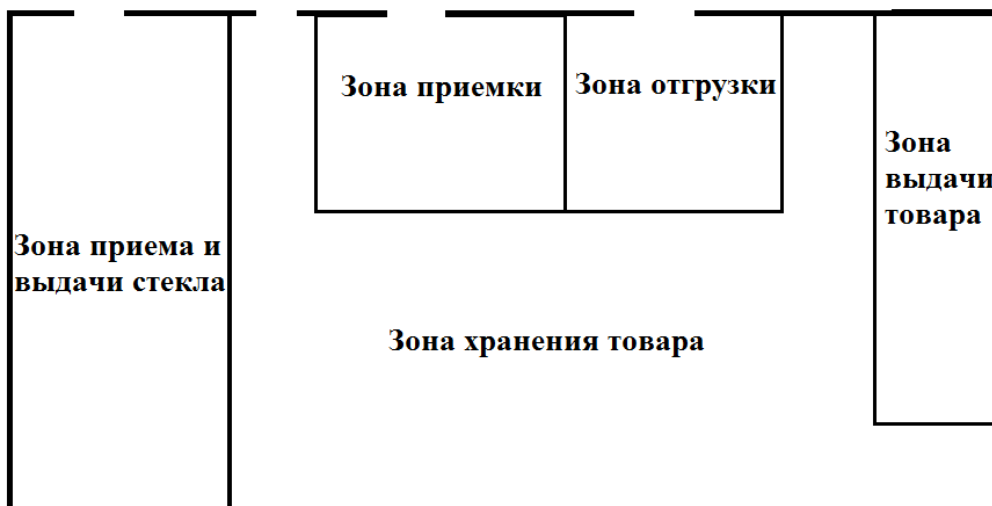 Зона приемки
Зона отгрузки
Зона
выдачи
товара
Зона приема и
выдачи стекла
Зона хранения товара